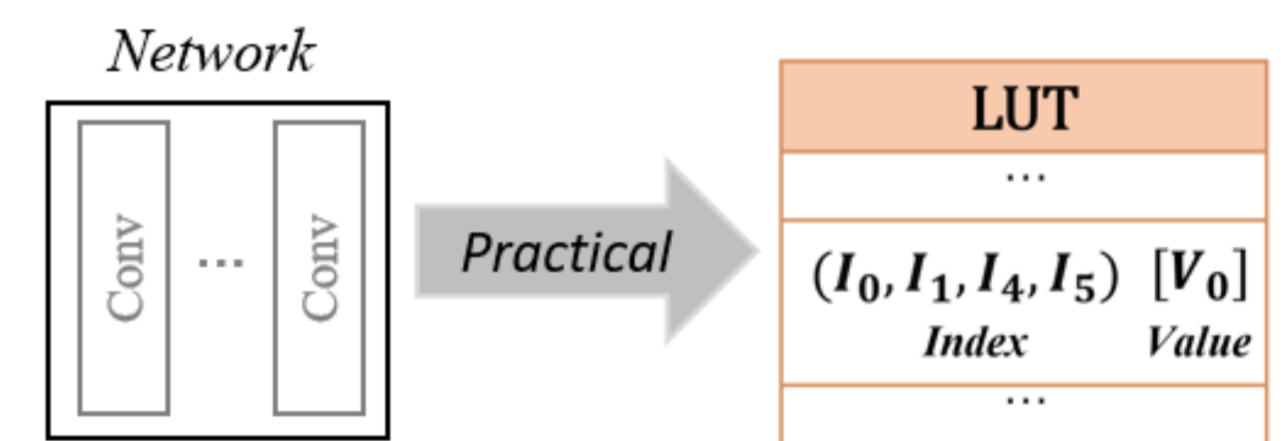 Network
Conv
...
Conv
Practical
LUT
...
(I₀, I₁, I₄, I₅) [V₀]
Index Value
...